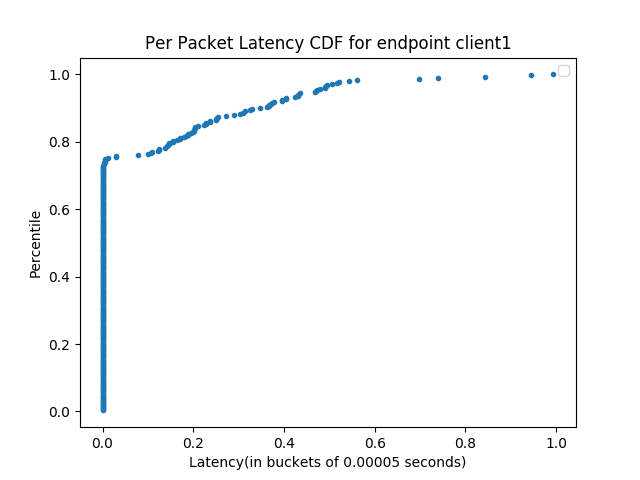 Per Packet Latency CDF for endpoint client1
1.0
0.8
0.6
0.4
0.2
0.0
Percentile
0.0 0.2 0.4 0.6 0.8 1.0
Latency(in buckets of 0.00005 seconds)